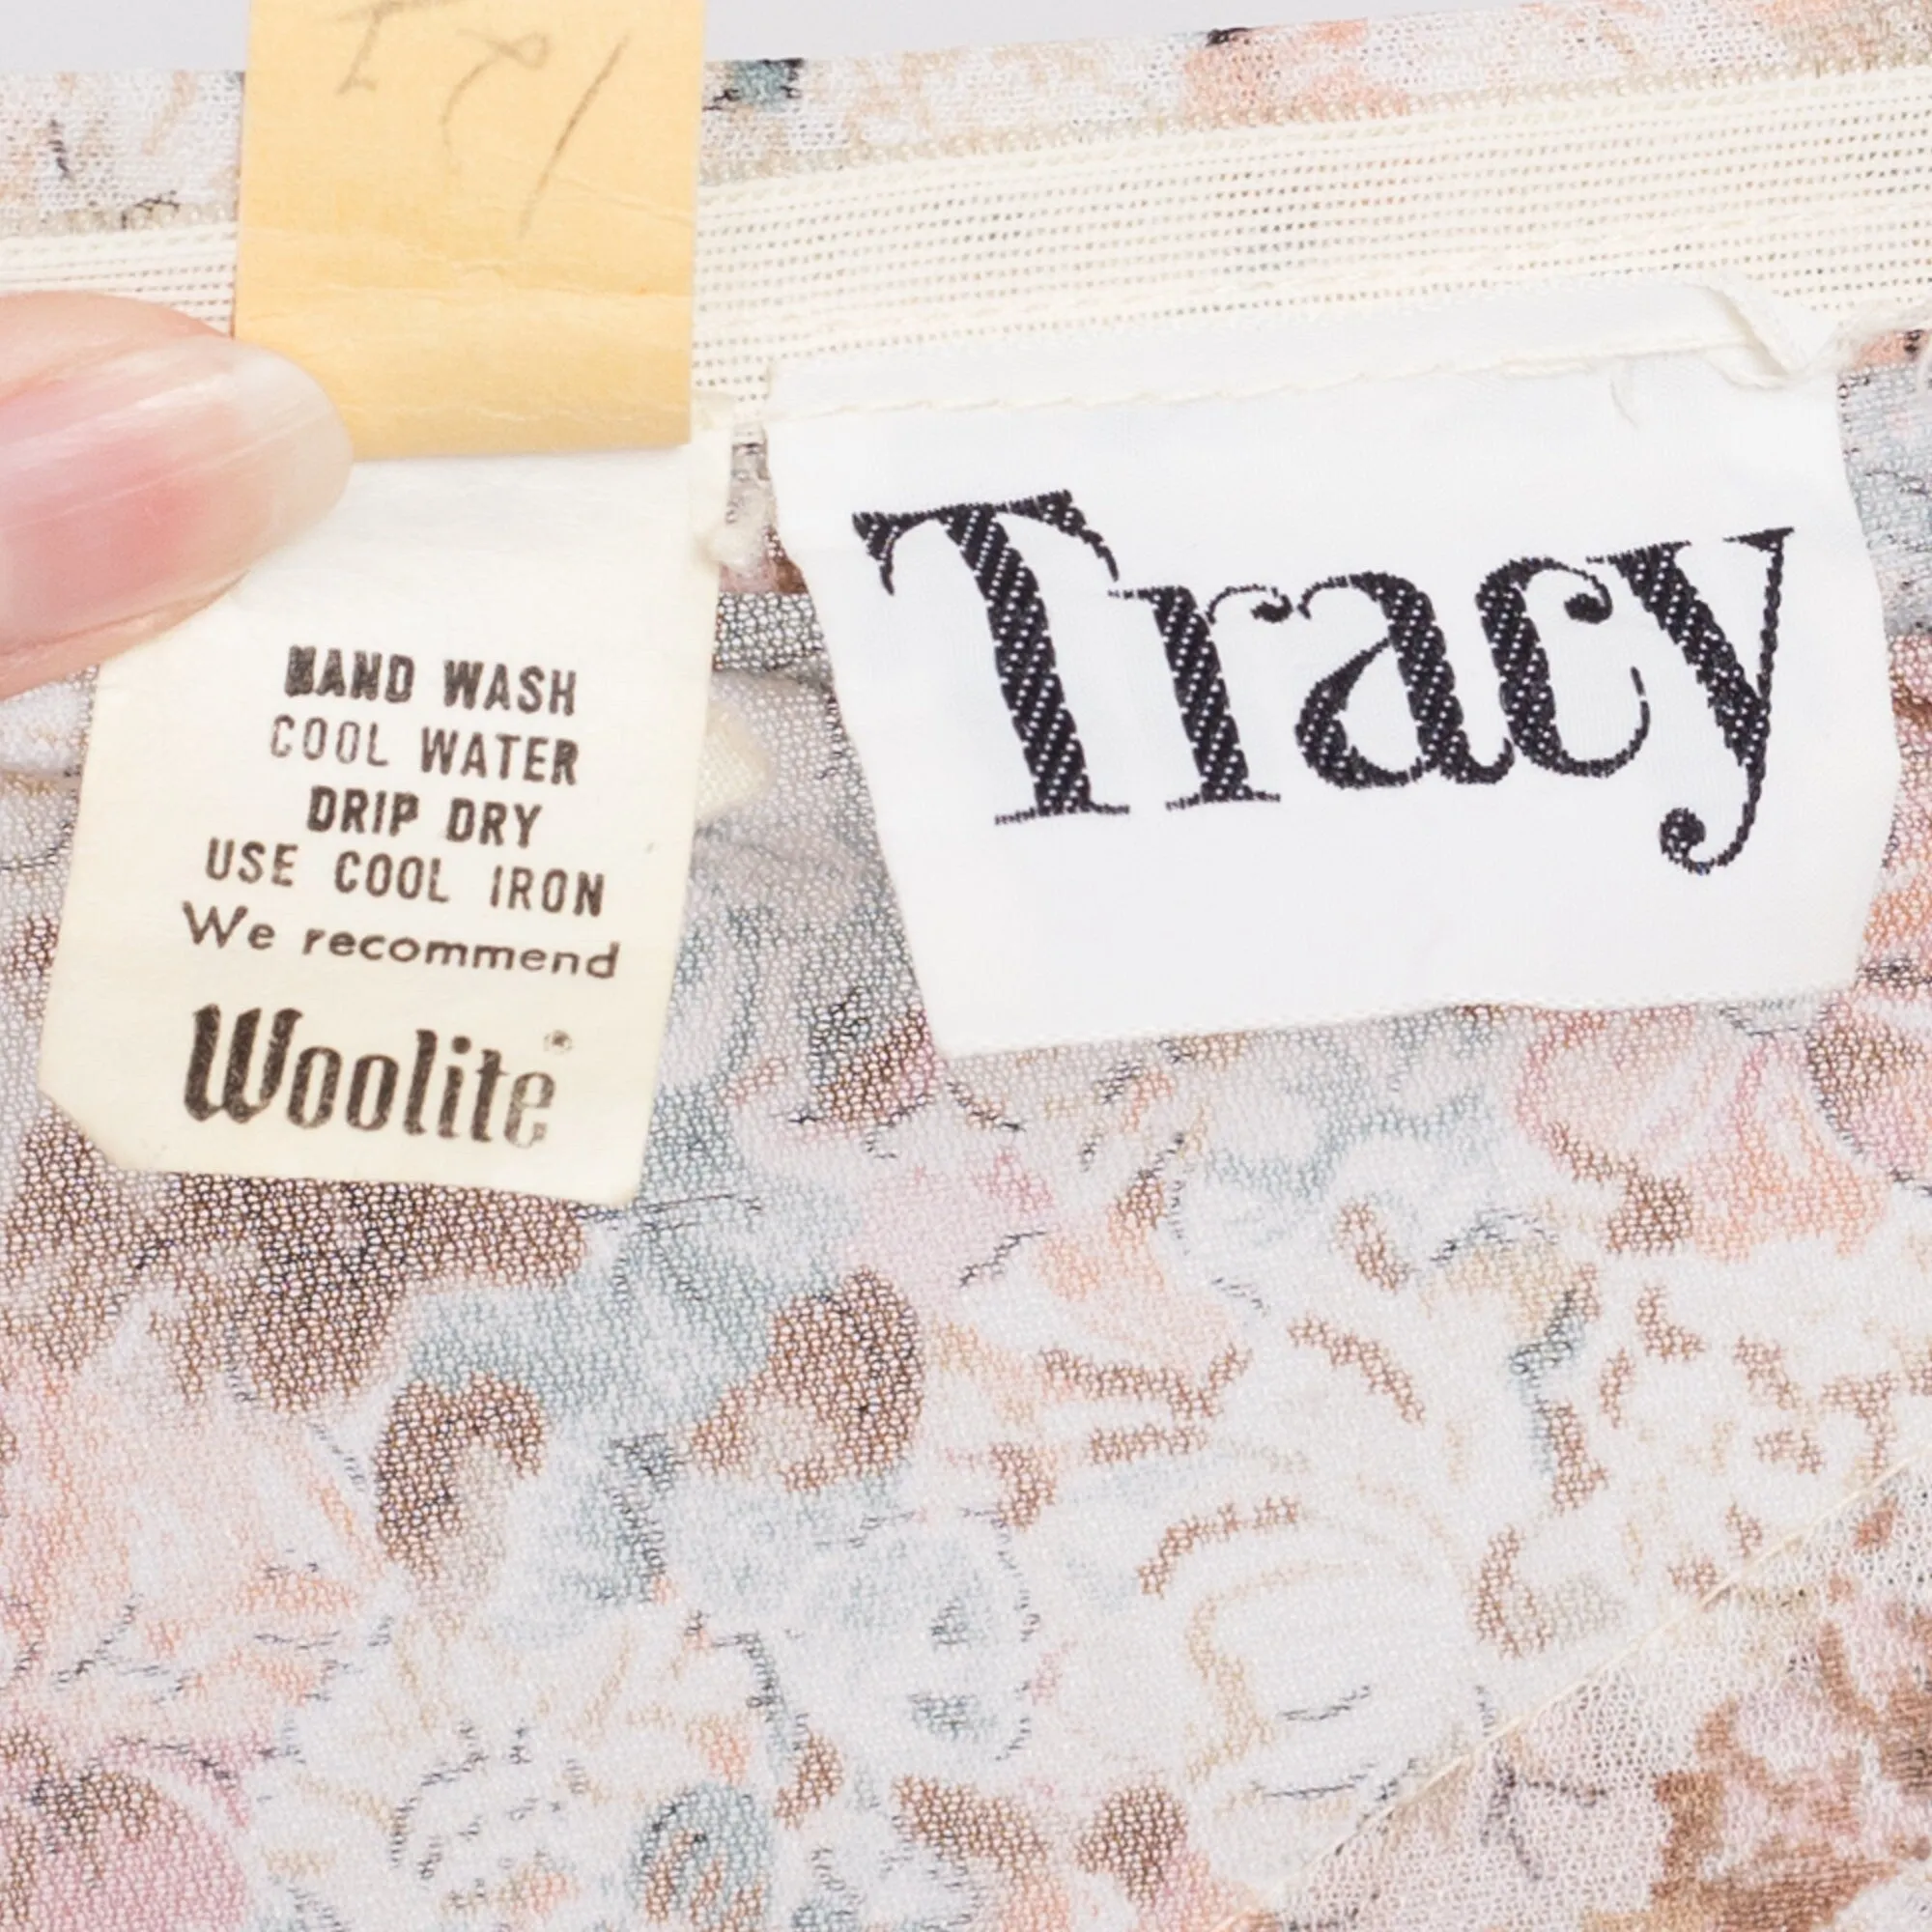 HAND WASH
COOL WATER
DRIP DRY
USE COOL IRON
We recommend
Woolite®
Tracy